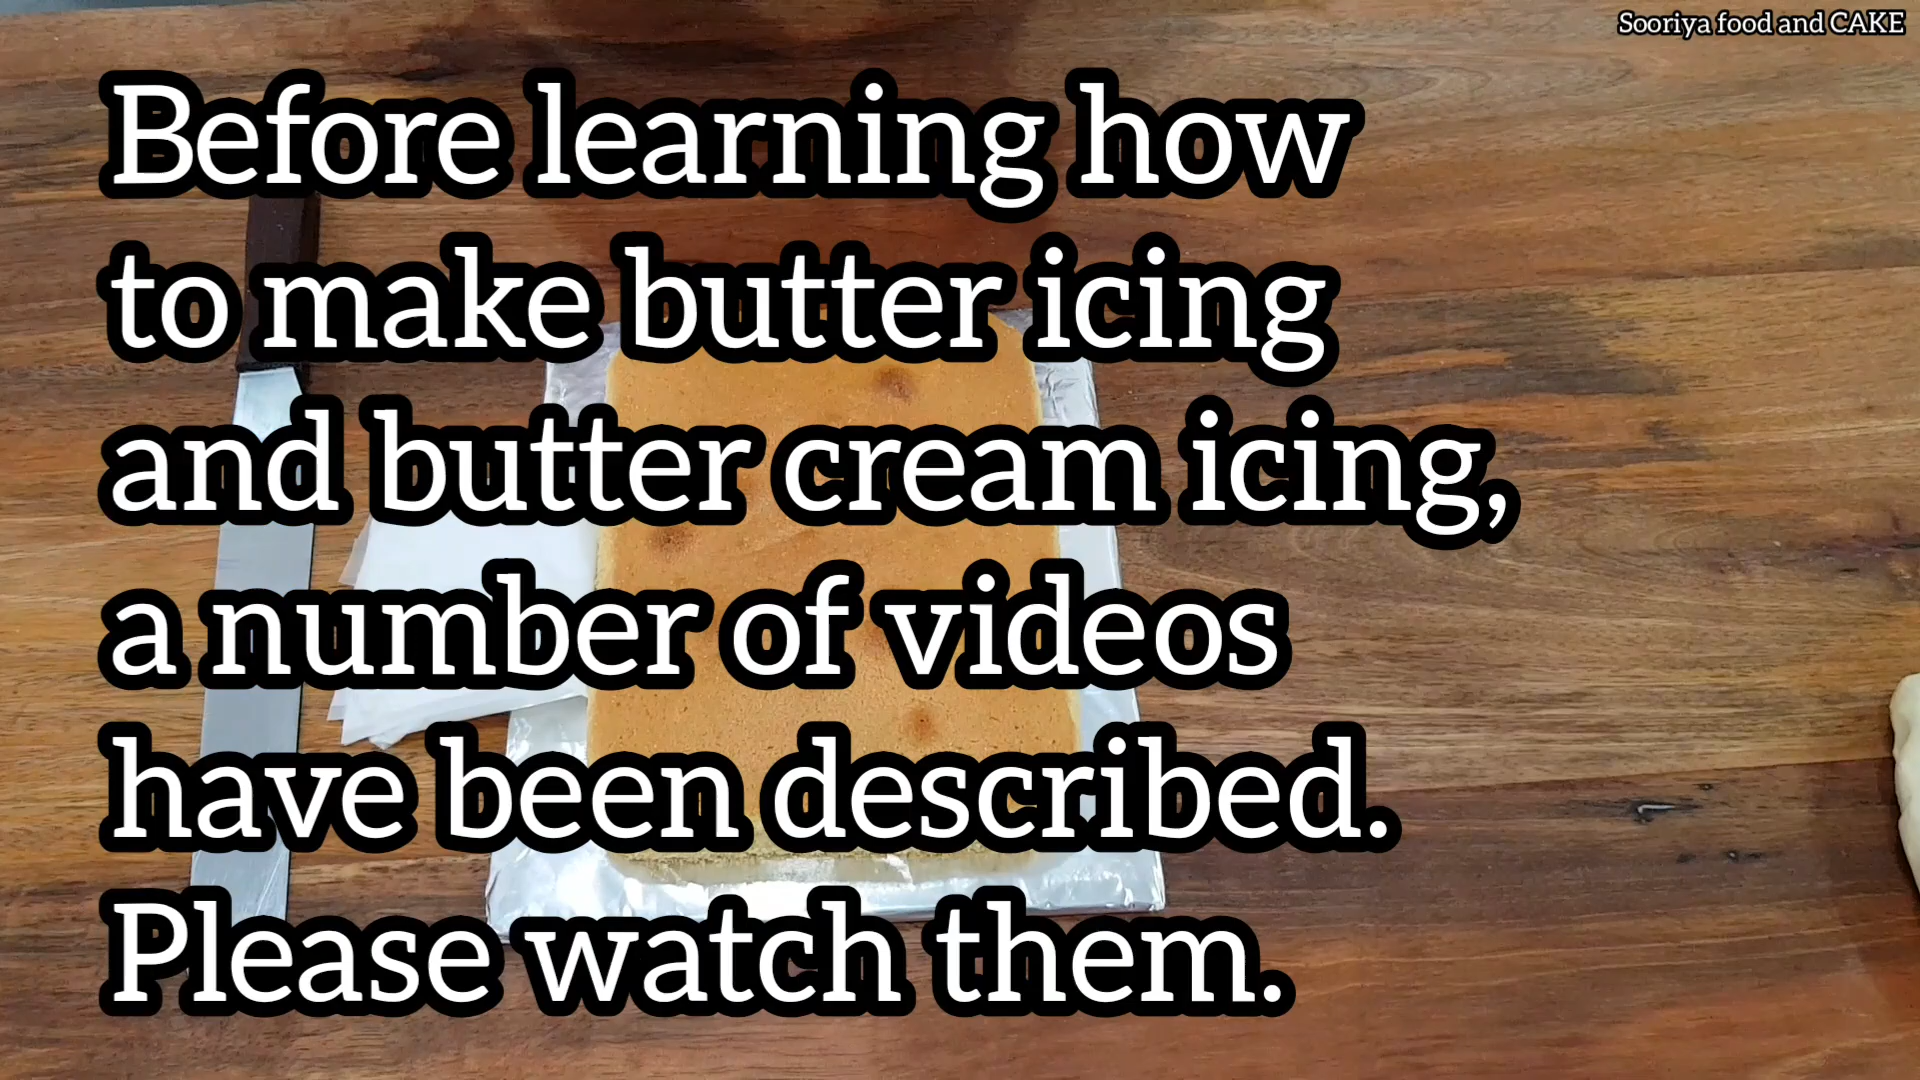 Sooriya food and CAKE
Before learning how
to make butter icing
and butter cream icing,
a number of videos
have been described.
Please watch them.